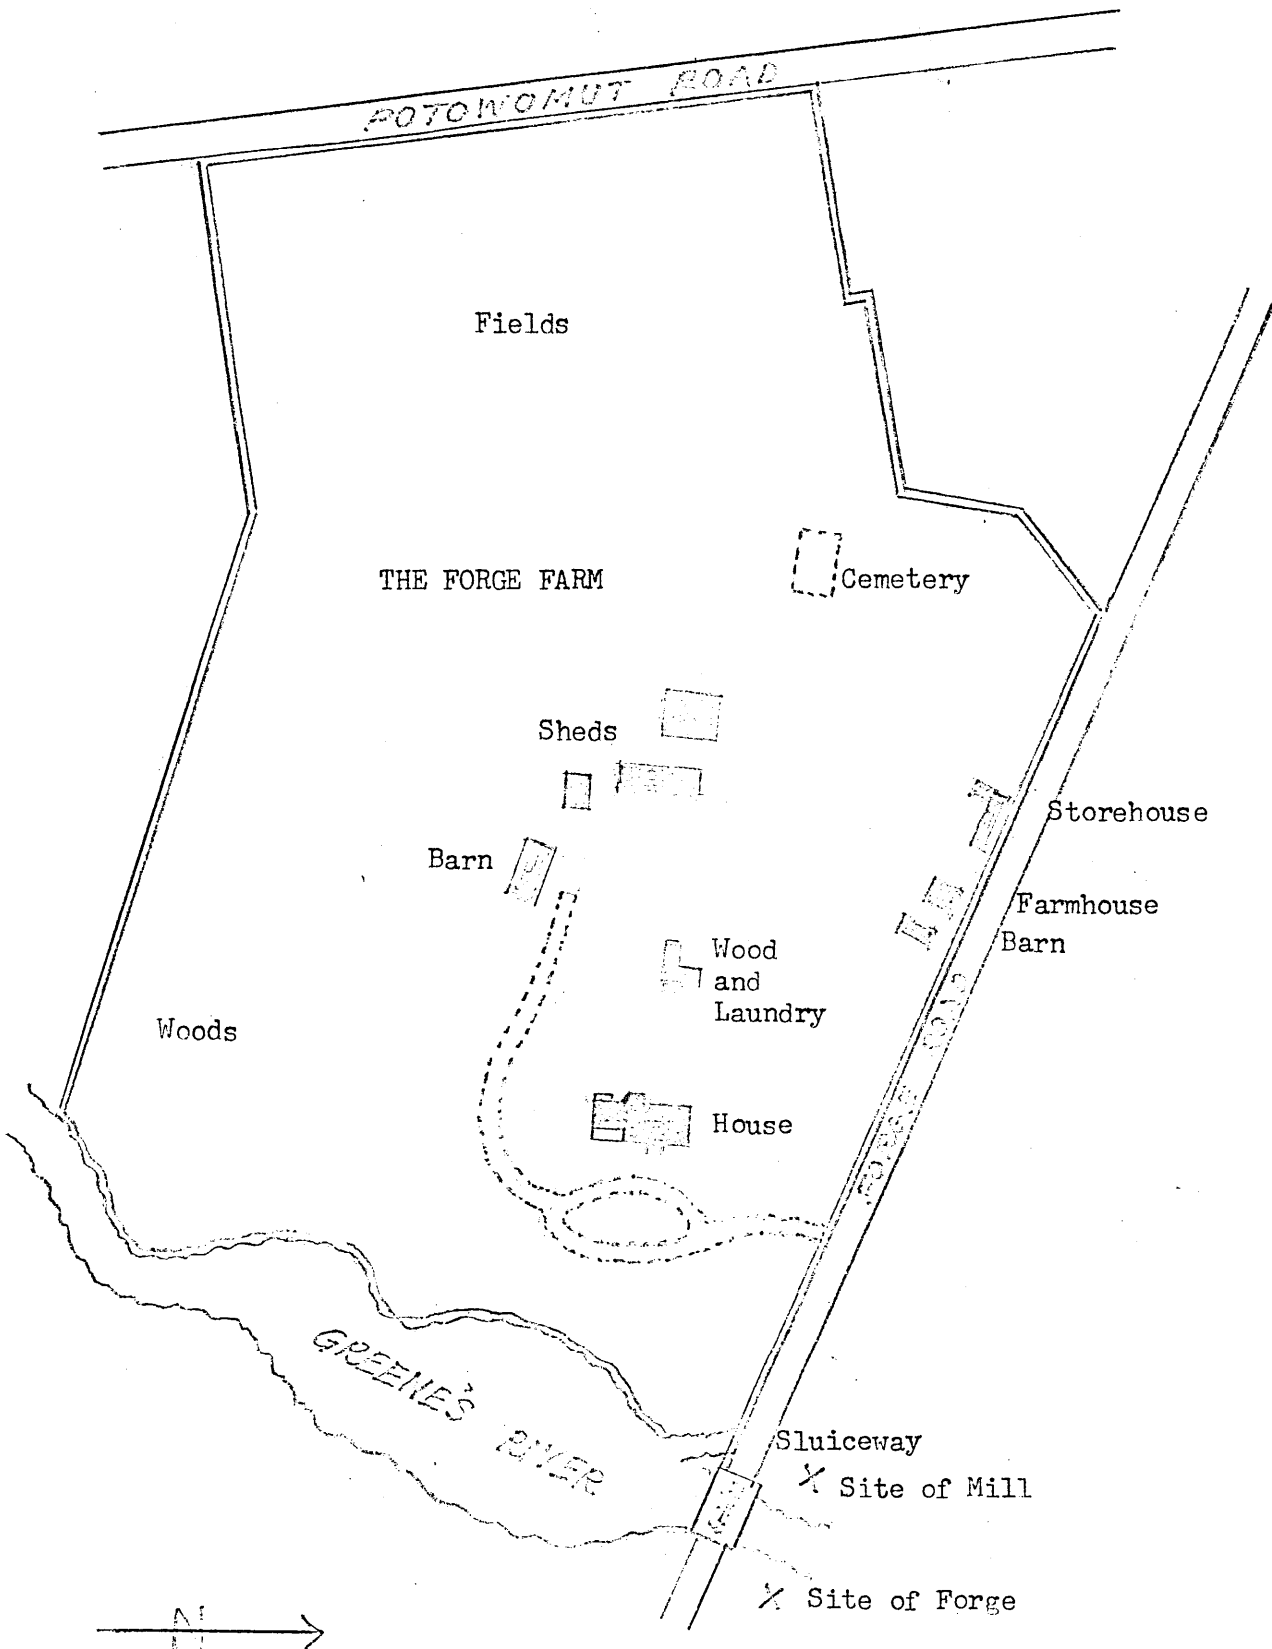 POTOWOMUT ROAD
Fields
THE FORGE FARM
Cemetery
Sheds
Storehouse
Barn
Farmhouse
Barn
Wood
and
Laundry
Woods
FORGE ROAD
House
GREENE'S RIVER
Sluiceway
X Site of Mill
X Site of Forge
N